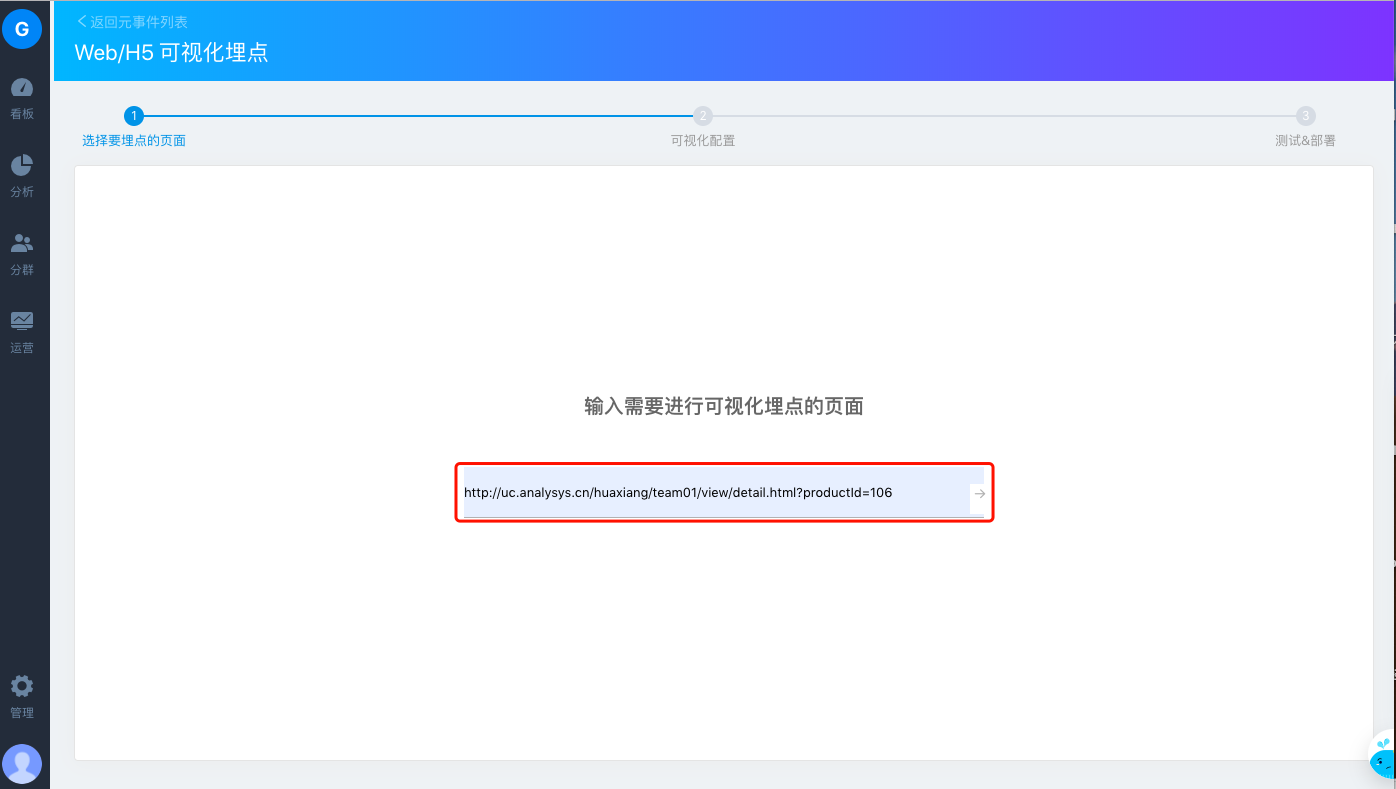 G
看板
分析
分群
运营
管理
返回元事件列表
Web/H5 可视化埋点
1
2
3
选择要埋点的页面
可视化配置
测试&部署
输入需要进行可视化埋点的页面
http://uc.analysys.cn/huaxiang/team01/view/detail.html?productId=106